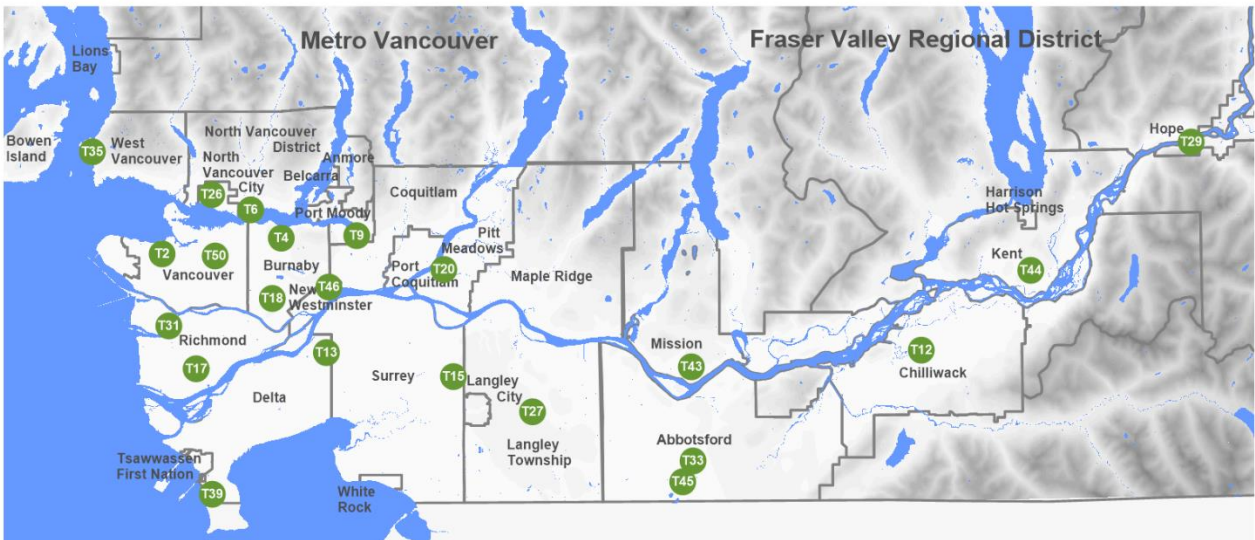 Metro Vancouver
Fraser Valley Regional District
Lions
Bay
Bowen
Island
T35
West
Vancouver
North Vancouver
District
North
Vancouver
City
Anmore
Belcarra
Coquitlam
Hope
T29
T26
T6
Port Moody
T4
T9
Harrison
Hot Springs
Pitt
Meadows
T2
T50
Vancouver
Burnaby
Port
Coquitlam
T20
Maple Ridge
Kent
T44
T18
T46
New
Westminster
T31
Richmond
T17
T13
Surrey
T15
Mission
T43
T12
Chilliwack
Delta
Langley
City
T27
Langley
Township
Abbotsford
T33
T45
Tsawwassen
First Nation
T39
White
Rock